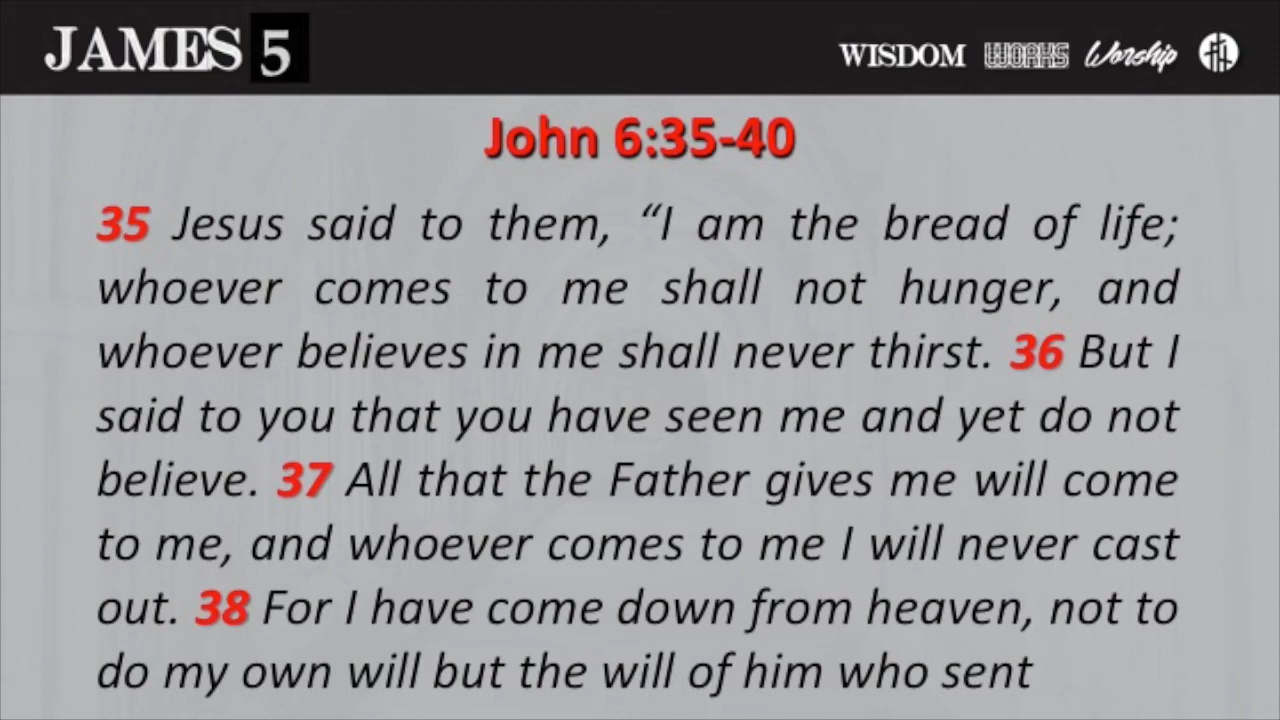 JAMES 5
WISDOM WORKS Worship
John 6:35-40
35 Jesus said to them, “I am the bread of life;
whoever comes to me shall not hunger, and
whoever believes in me shall never thirst. 36 But I
said to you that you have seen me and yet do not
believe. 37 All that the Father gives me will come
to me, and whoever comes to me I will never cast
out. 38 For I have come down from heaven, not to
do my own will but the will of him who sent